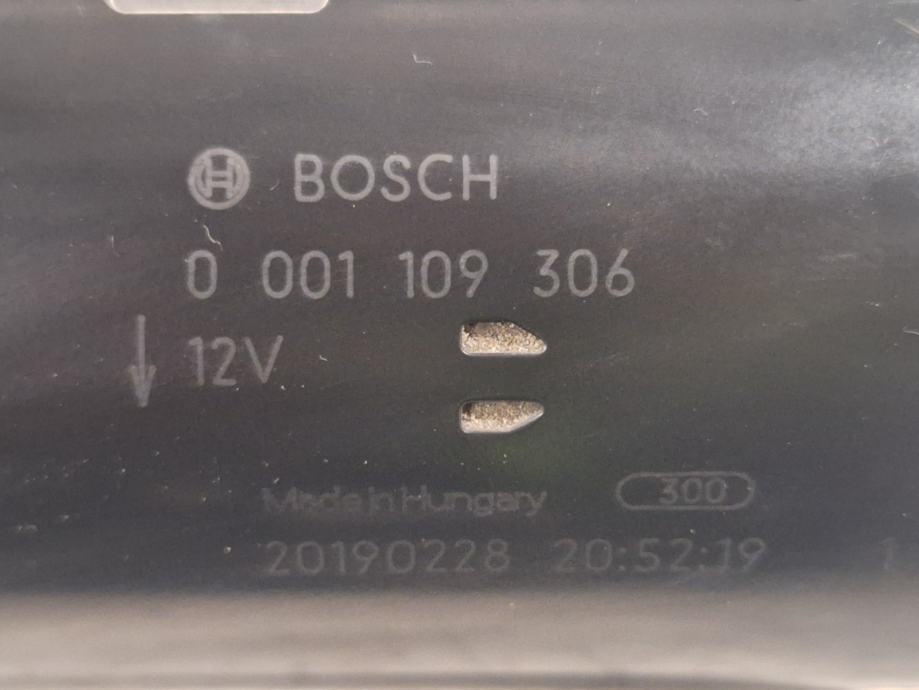 BOSCH
0 001 109 306
12V
Made in Hungary
300
20190228 20:52:19 1